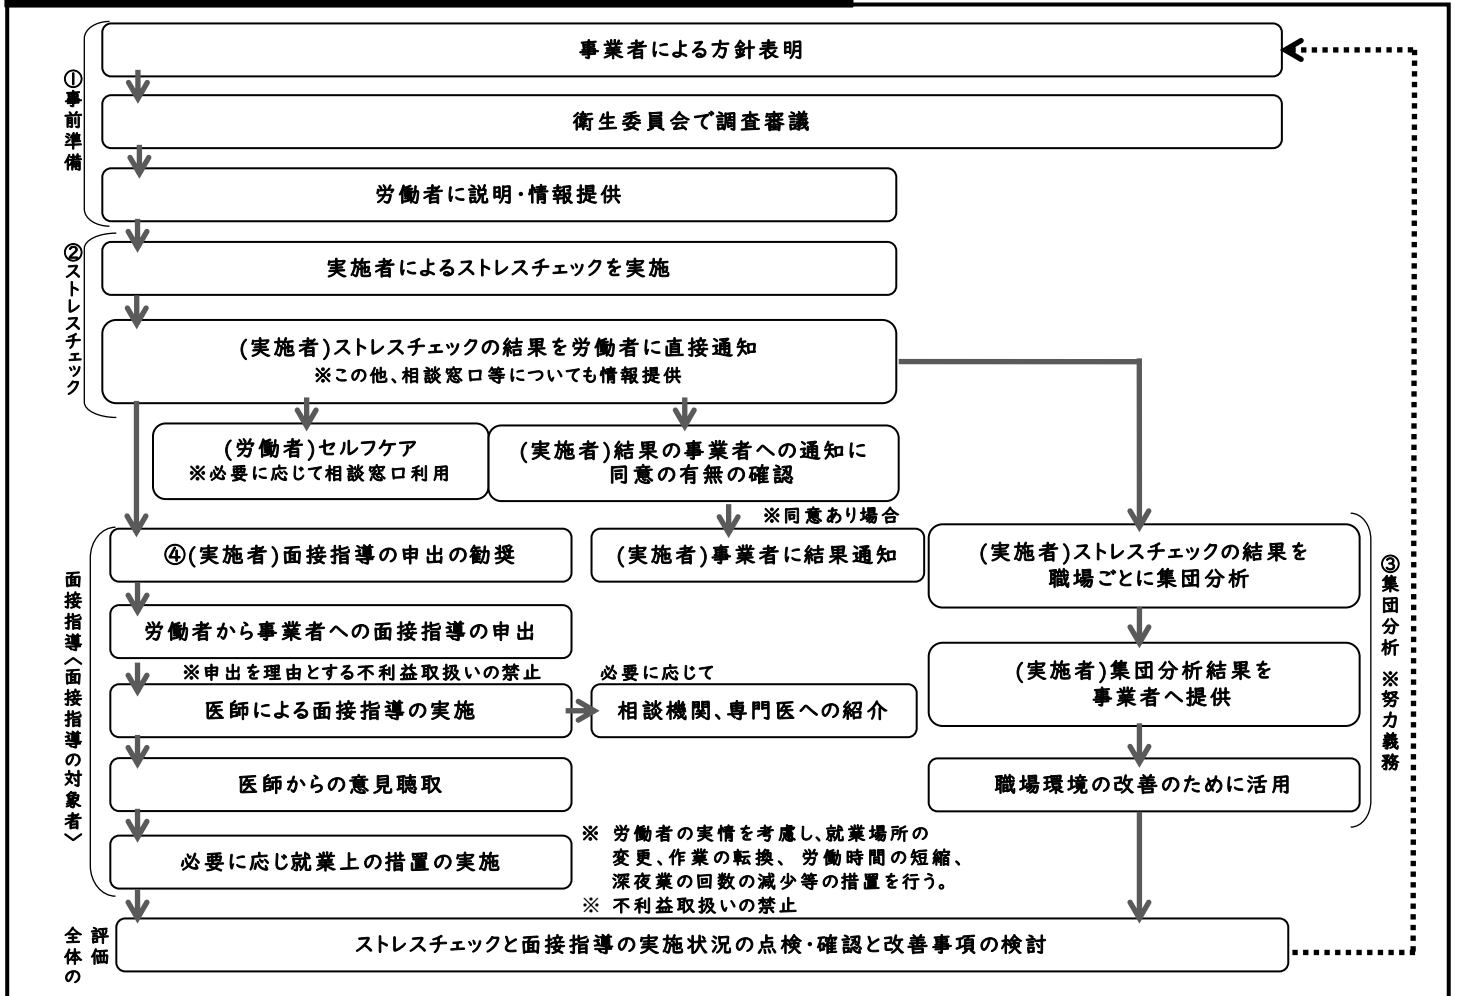 ①事前準備
事業者による方針表明
衛生委員会で調査審議
労働者に説明・情報提供
②ストレスチェック
実施者によるストレスチェックを実施
(実施者)ストレスチェックの結果を労働者に直接通知
※この他、相談窓口等についても情報提供
(労働者)セルフケア
※必要に応じて相談窓口利用
(実施者)結果の事業者への通知に
同意の有無の確認
※同意あり場合
面接指導〈面接指導の対象者〉
④(実施者)面接指導の申出の勧奨
(実施者)事業者に結果通知
労働者から事業者への面接指導の申出
※申出を理由とする不利益取扱いの禁止
医師による面接指導の実施
必要に応じて
相談機関、専門医への紹介
医師からの意見聴取
必要に応じ就業上の措置の実施
※ 労働者の実情を考慮し、就業場所の
変更、作業の転換、 労働時間の短縮、
深夜業の回数の減少等の措置を行う。
※ 不利益取扱いの禁止
③集団分析 ※努力義務
(実施者)ストレスチェックの結果を
職場ごとに集団分析
(実施者)集団分析結果を
事業者へ提供
職場環境の改善のために活用
全体の
評価
ストレスチェックと面接指導の実施状況の点検・確認と改善事項の検討